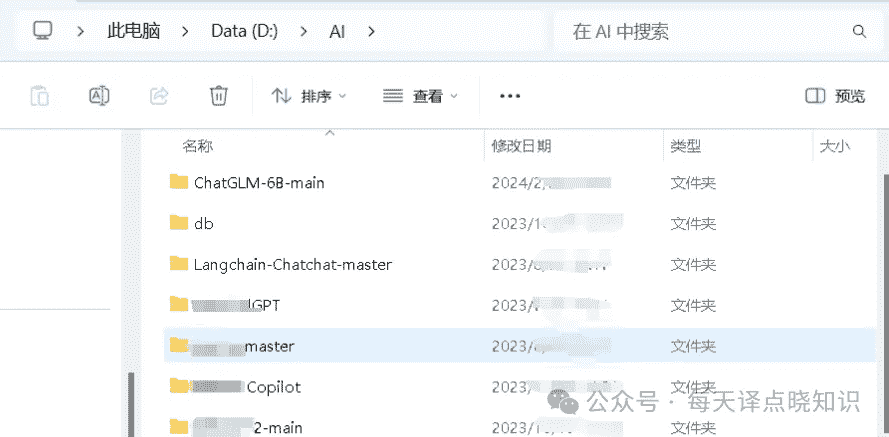 此电脑 > Data (D:) > AI > 在 AI 中搜索
排序 查看 ... 预览
名称 修改日期 类型 大小
ChatGLM-6B-main 2024/2/ 文件夹
db 2023/1 文件夹
Langchain-Chatchat-master 2023/ 文件夹
GPT 2023/ 文件夹
master 2023/ 文件夹
Copilot 2023/ 文件夹
2-main 2023/10/10 文件夹
公众号 · 每天译点晓知识